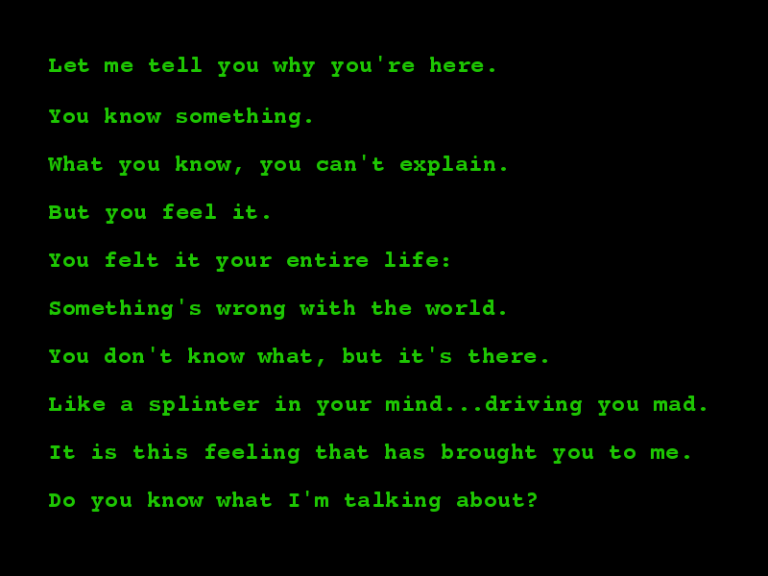 Let me tell you why you're here.
You know something.
What you know, you can't explain.
But you feel it.
You felt it your entire life:
Something's wrong with the world.
You don't know what, but it's there.
Like a splinter in your mind...driving you mad.
It is this feeling that has brought you to me.
Do you know what I'm talking about?